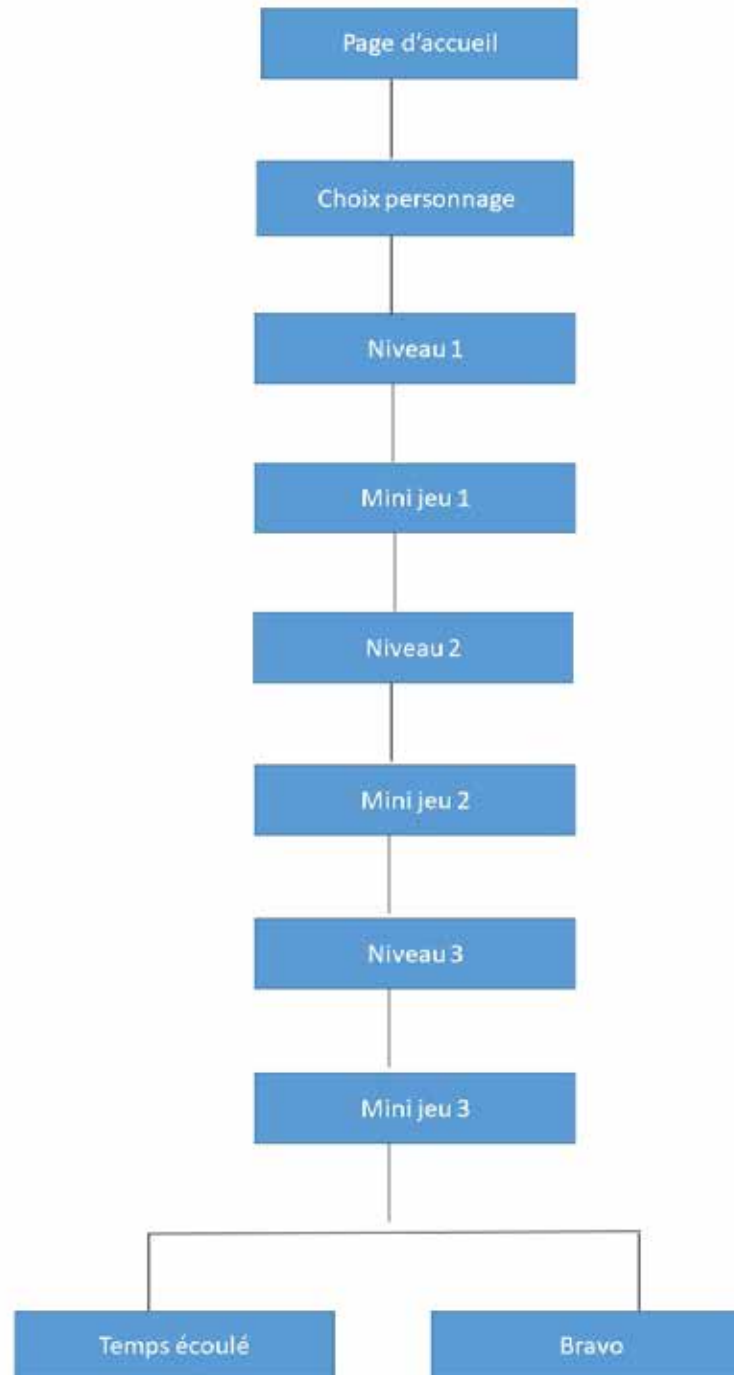 Page d'accueil
Choix personnage
Niveau 1
Mini jeu 1
Niveau 2
Mini jeu 2
Niveau 3
Mini jeu 3
Temps écoulé
Bravo